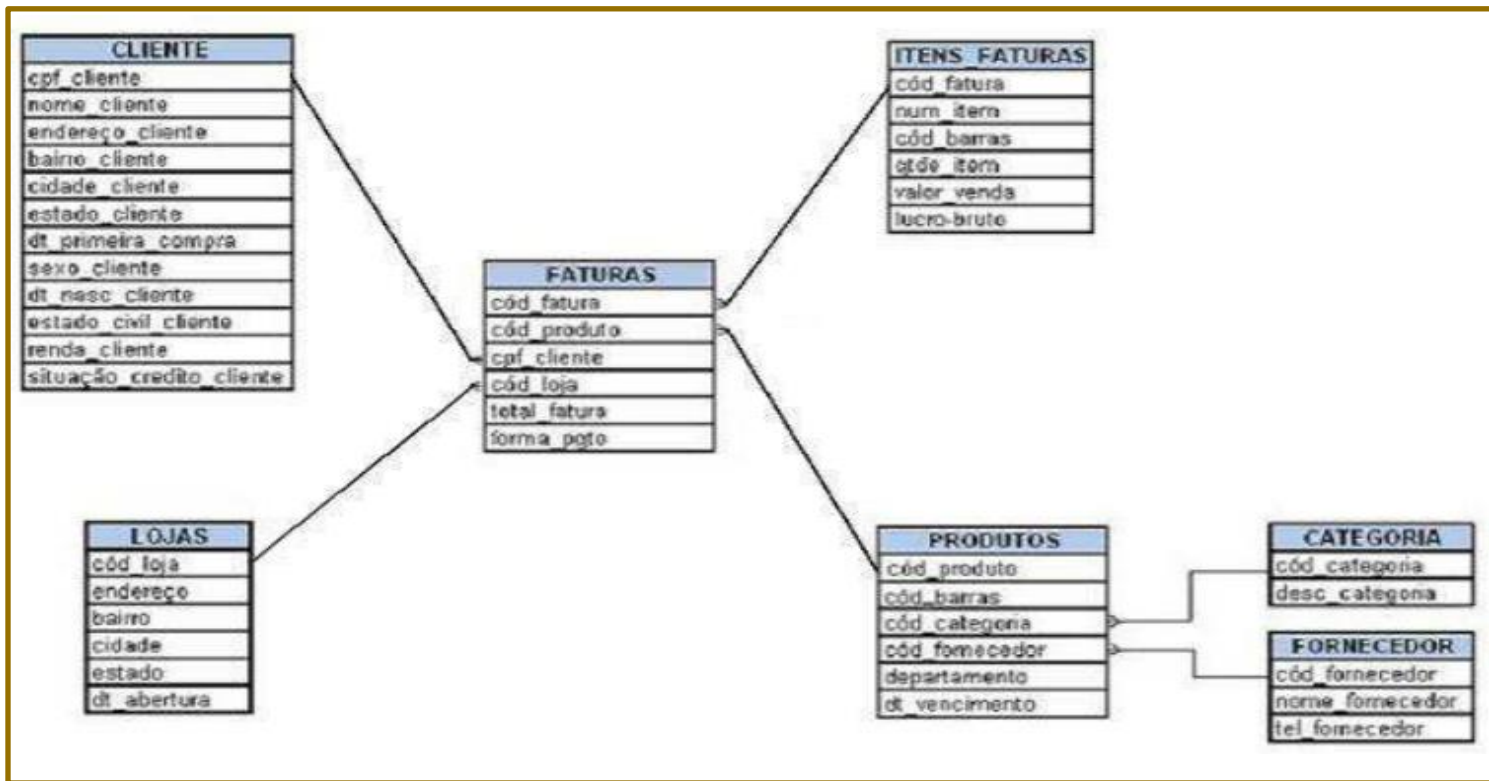 CLIENTE
cpf_cliente
nome_cliente
endereço_cliente
bairro_cliente
cidade_cliente
estado_cliente
dt_primeira_compra
sexo_cliente
dt_nasc_cliente
estado_civil_cliente
renda_cliente
situação_credito_cliente
ITENS_FATURAS
cód_fatura
num_item
cód_barras
qtde_item
valor_venda
lucro-bruto
FATURAS
cód_fatura
cód_produto
cpf_cliente
cód_loja
total_fatura
forma_pgto
LOJAS
cód_loja
endereço
bairro
cidade
estado
dt_abertura
PRODUTOS
cód_produto
cód_barras
cód_categoria
cód_fornecedor
departamento
dt_vencimento
CATEGORIA
cód_categoria
desc_categoria
FORNECEDOR
cód_fornecedor
nome_fornecedor
tel_fornecedor